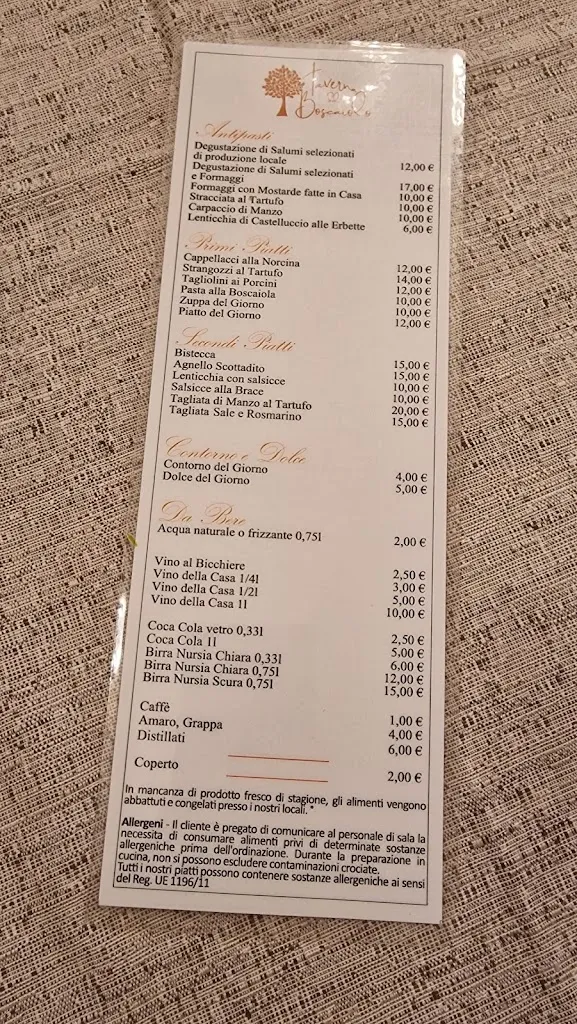 Taverna
Boscaiolo
Antipasti
Degustazione di Salumi selezionati
di produzione locale 12,00 €
Degustazione di Salumi selezionati
e Formaggi 17,00 €
Formaggi con Mostarde fatte in Casa 10,00 €
Stracciata al Tartufo 10,00 €
Carpaccio di Manzo 10,00 €
Lenticchia di Castelluccio alle Erbette 6,00 €
Primi Piatti
Cappellacci alla Norcina 12,00 €
Strangozzi al Tartufo 14,00 €
Tagliolini ai Porcini 12,00 €
Pasta alla Boscaiola 10,00 €
Zuppa del Giorno 10,00 €
Piatto del Giorno 12,00 €
Secondi Piatti
Bistecca 15,00 €
Agnello Scottadito 15,00 €
Lenticchia con salsicce 10,00 €
Salsicce alla Brace 10,00 €
Tagliata di Manzo al Tartufo 20,00 €
Tagliata Sale e Rosmarino 15,00 €
Contorno e Dolce
Contorno del Giorno 4,00 €
Dolce del Giorno 5,00 €
Da Bere
Acqua naturale o frizzante 0,75l 2,00 €
Vino al Bicchiere 2,50 €
Vino della Casa 1/4l 3,00 €
Vino della Casa 1/2l 5,00 €
Vino della Casa 1l 10,00 €
Coca Cola vetro 0,33l 2,50 €
Coca Cola 1l 5,00 €
Birra Nursia Chiara 0,33l 6,00 €
Birra Nursia Chiara 0,75l 12,00 €
Birra Nursia Scura 0,75l 15,00 €
Caffè 1,00 €
Amaro, Grappa 4,00 €
Distillati 6,00 €
Coperto 2,00 €
In mancanza di prodotto fresco di stagione, gli alimenti vengono
abbattuti e congelati presso i nostri locali. *
Allergeni - Il cliente è pregato di comunicare al personale di sala la
necessita di consumare alimenti privi di determinate sostanze
allergeniche prima dell'ordinazione. Durante la preparazione in
cucina, non si possono escludere contaminazioni crociate.
Tutti i nostri piatti possono contenere sostanze allergeniche ai sensi
del Reg. UE 1196/11